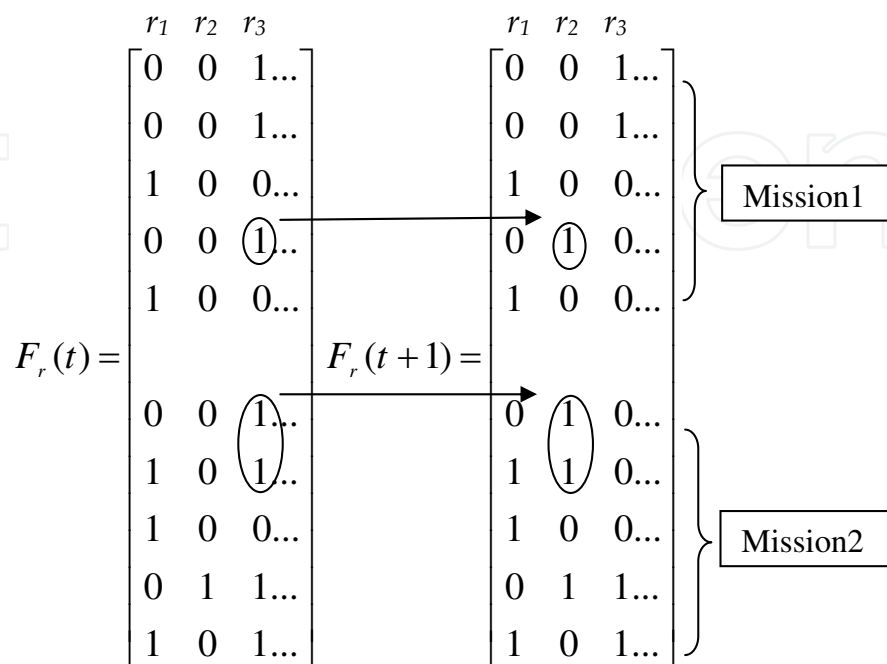 r1 r2 r3 r1 r2 r3
0 0 1... 0 0 1...
0 0 1... 0 0 1...
1 0 0... 1 0 0...
Mission1
0 0 1... 0 1 0...
1 0 0... 1 0 0...
Fr(t)= Fr(t+1)=
0 0 1... 0 1 0...
1 0 1... 1 1 0...
1 0 0... 1 0 0...
Mission2
0 1 1... 0 1 1...
1 0 1... 1 0 1...